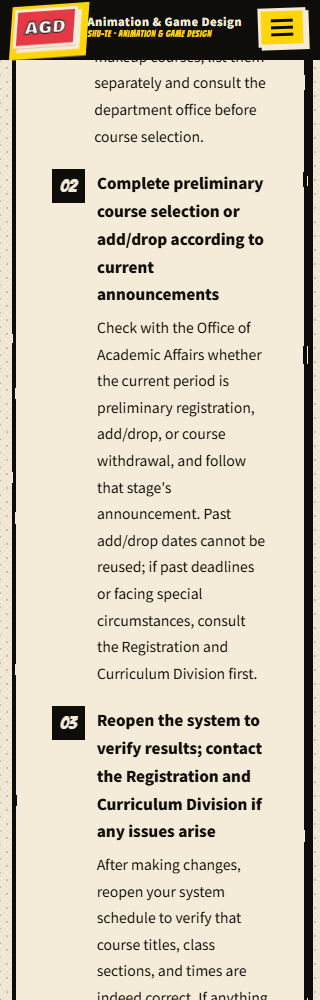 AGD
Animation & Game Design
SHU-TE • ANIMATION & GAME DESIGN
makeup courses, list them
separately and consult the
department office before
course selection.
02
Complete preliminary
course selection or
add/drop according to
current
announcements
Check with the Office of
Academic Affairs whether
the current period is
preliminary registration,
add/drop, or course
withdrawal, and follow
that stage's
announcement. Past
add/drop dates cannot be
reused; if past deadlines
or facing special
circumstances, consult
the Registration and
Curriculum Division first.
03
Reopen the system to
verify results; contact
the Registration and
Curriculum Division if
any issues arise
After making changes,
reopen your system
schedule to verify that
course titles, class
sections, and times are
indeed correct. If anything